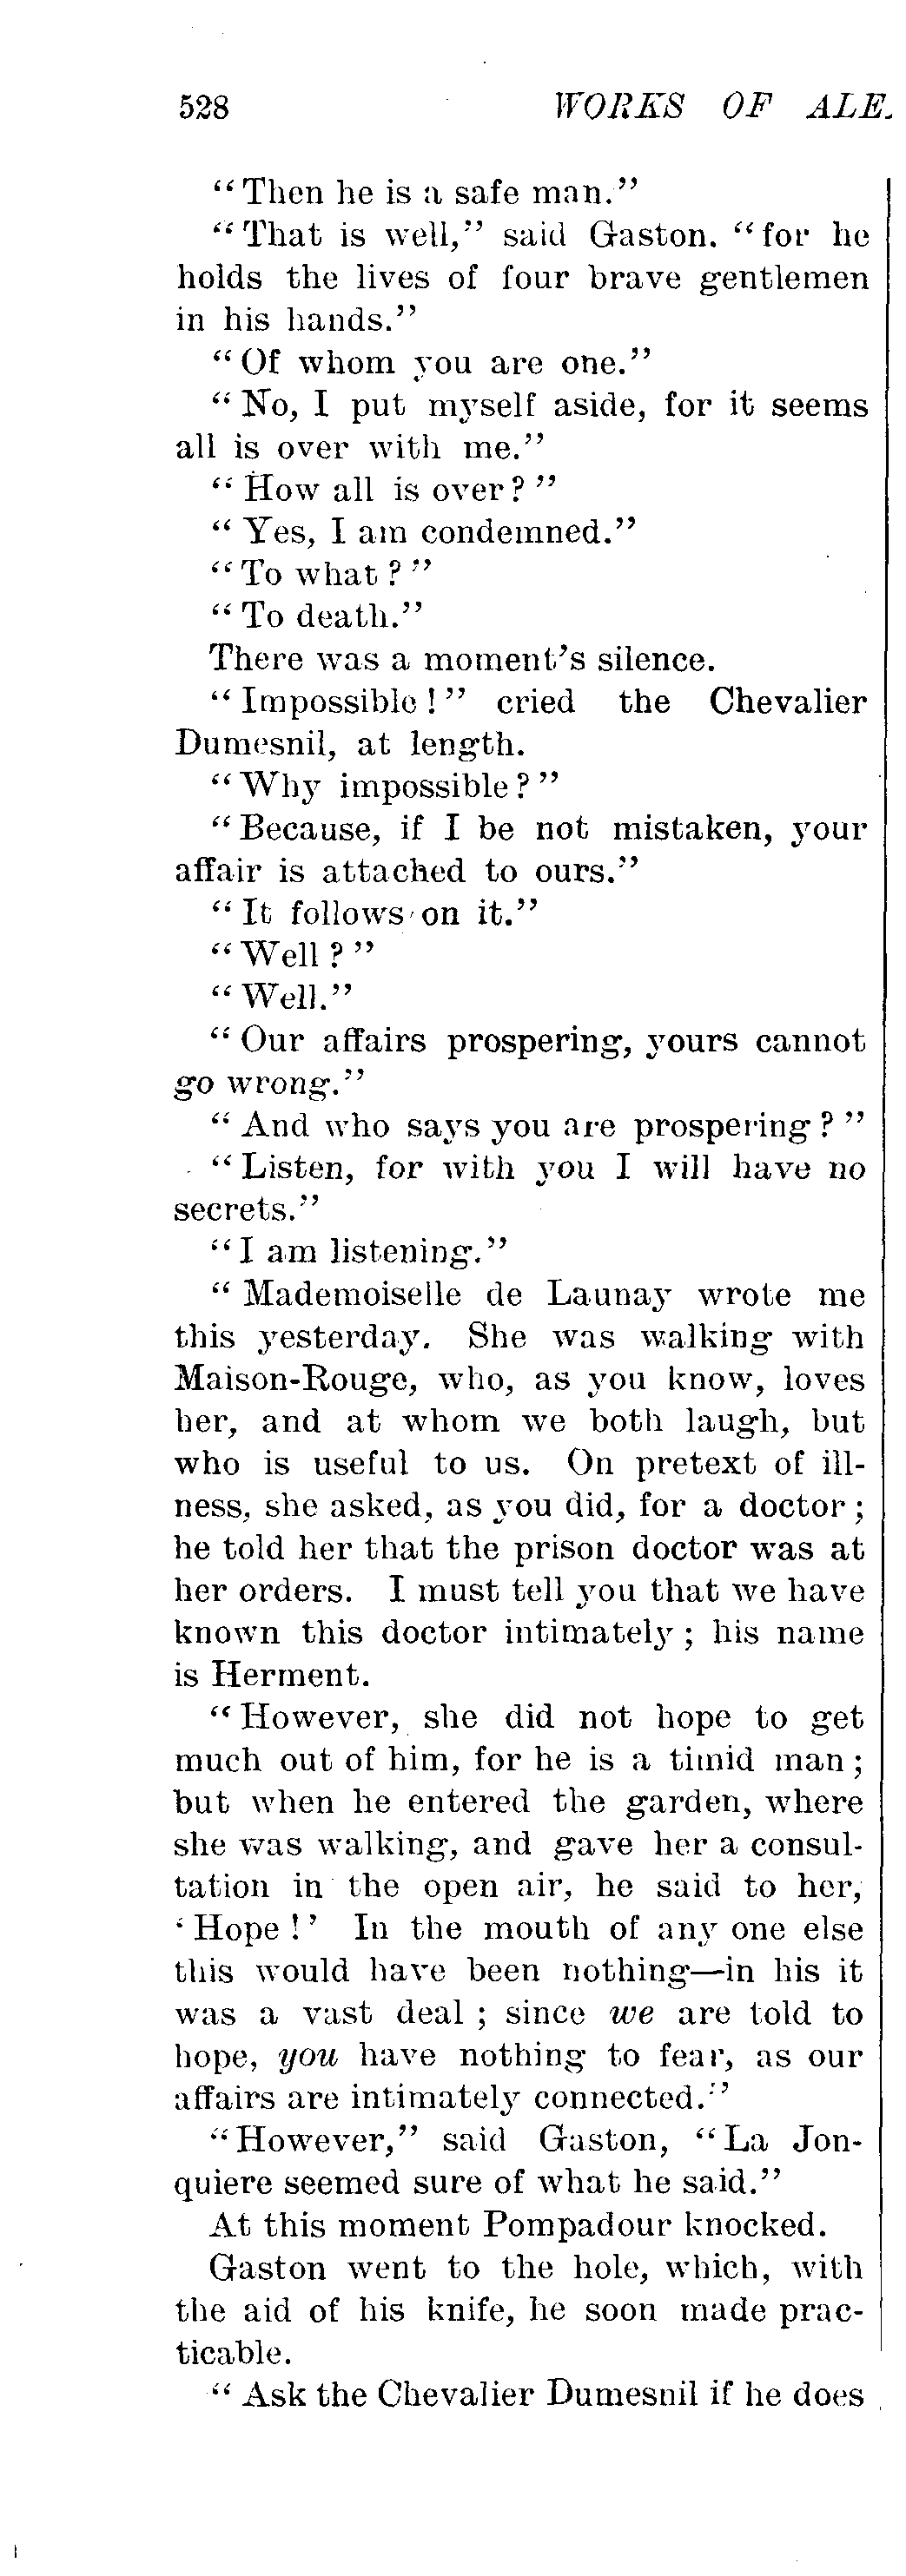 528 WORKS OF ALE
"Then he is a safe man."
"That is well," said Gaston. "for he
holds the lives of four brave gentlemen
in his hands."
"Of whom you are one."
"No, I put myself aside, for it seems
all is over with me."
"How all is over?"
"Yes, I am condemned."
"To what?"
"To death."
There was a moment's silence.
"Impossible!" cried the Chevalier
Dumesnil, at length.
"Why impossible?"
"Because, if I be not mistaken, your
affair is attached to ours."
"It follows on it."
"Well?"
"Well."
"Our affairs prospering, yours cannot
go wrong."
"And who says you are prospering?"
"Listen, for with you I will have no
secrets."
"I am listening."
"Mademoiselle de Launay wrote me
this yesterday. She was walking with
Maison-Rouge, who, as you know, loves
her, and at whom we both laugh, but
who is useful to us. On pretext of ill-
ness, she asked, as you did, for a doctor;
he told her that the prison doctor was at
her orders. I must tell you that we have
known this doctor intimately; his name
is Herment.
"However, she did not hope to get
much out of him, for he is a timid man;
but when he entered the garden, where
she was walking, and gave her a consul-
tation in the open air, he said to her,
'Hope!' In the mouth of any one else
this would have been nothing—in his it
was a vast deal; since we are told to
hope, you have nothing to fear, as our
affairs are intimately connected."
"However," said Gaston, "La Jon-
quiere seemed sure of what he said."
At this moment Pompadour knocked.
Gaston went to the hole, which, with
the aid of his knife, he soon made prac-
ticable.
"Ask the Chevalier Dumesnil if he does